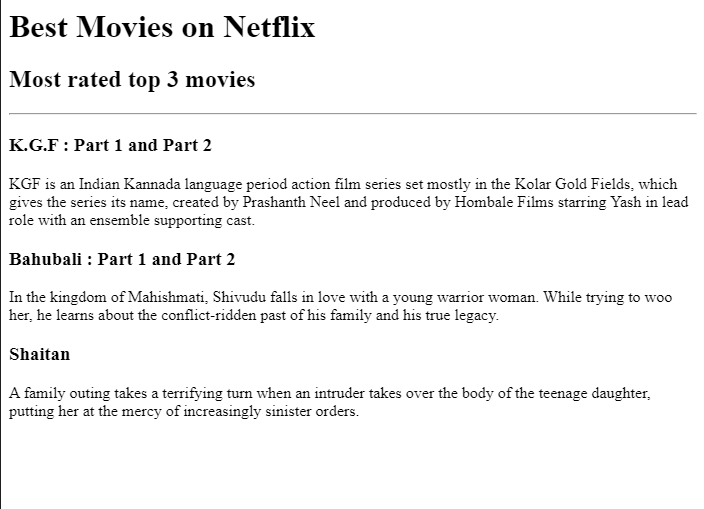 Best Movies on Netflix
Most rated top 3 movies
K.G.F : Part 1 and Part 2
KGF is an Indian Kannada language period action film series set mostly in the Kolar Gold Fields, which
gives the series its name, created by Prashanth Neel and produced by Hombale Films starring Yash in lead
role with an ensemble supporting cast.
Bahubali : Part 1 and Part 2
In the kingdom of Mahishmati, Shivudu falls in love with a young warrior woman. While trying to woo
her, he learns about the conflict-ridden past of his family and his true legacy.
Shaitan
A family outing takes a terrifying turn when an intruder takes over the body of the teenage daughter,
putting her at the mercy of increasingly sinister orders.